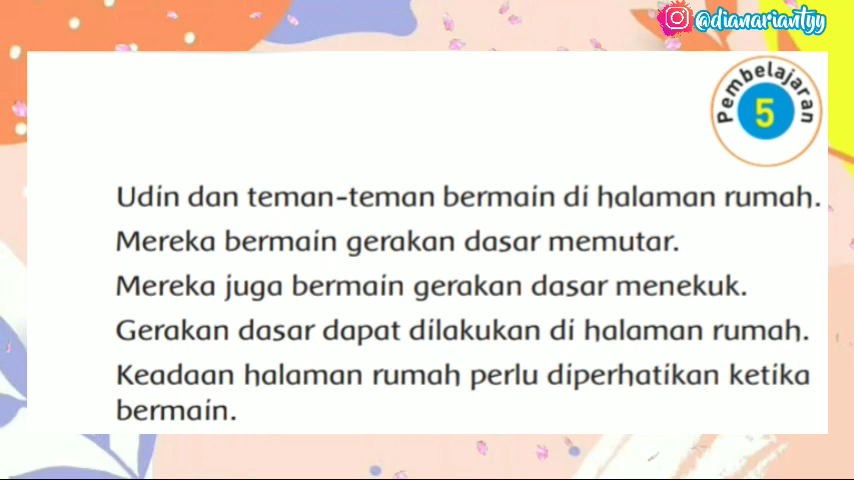 @dianariantyy
Pembelajaran
5
Udin dan teman-teman bermain di halaman rumah.
Mereka bermain gerakan dasar memutar.
Mereka juga bermain gerakan dasar menekuk.
Gerakan dasar dapat dilakukan di halaman rumah.
Keadaan halaman rumah perlu diperhatikan ketika
bermain.